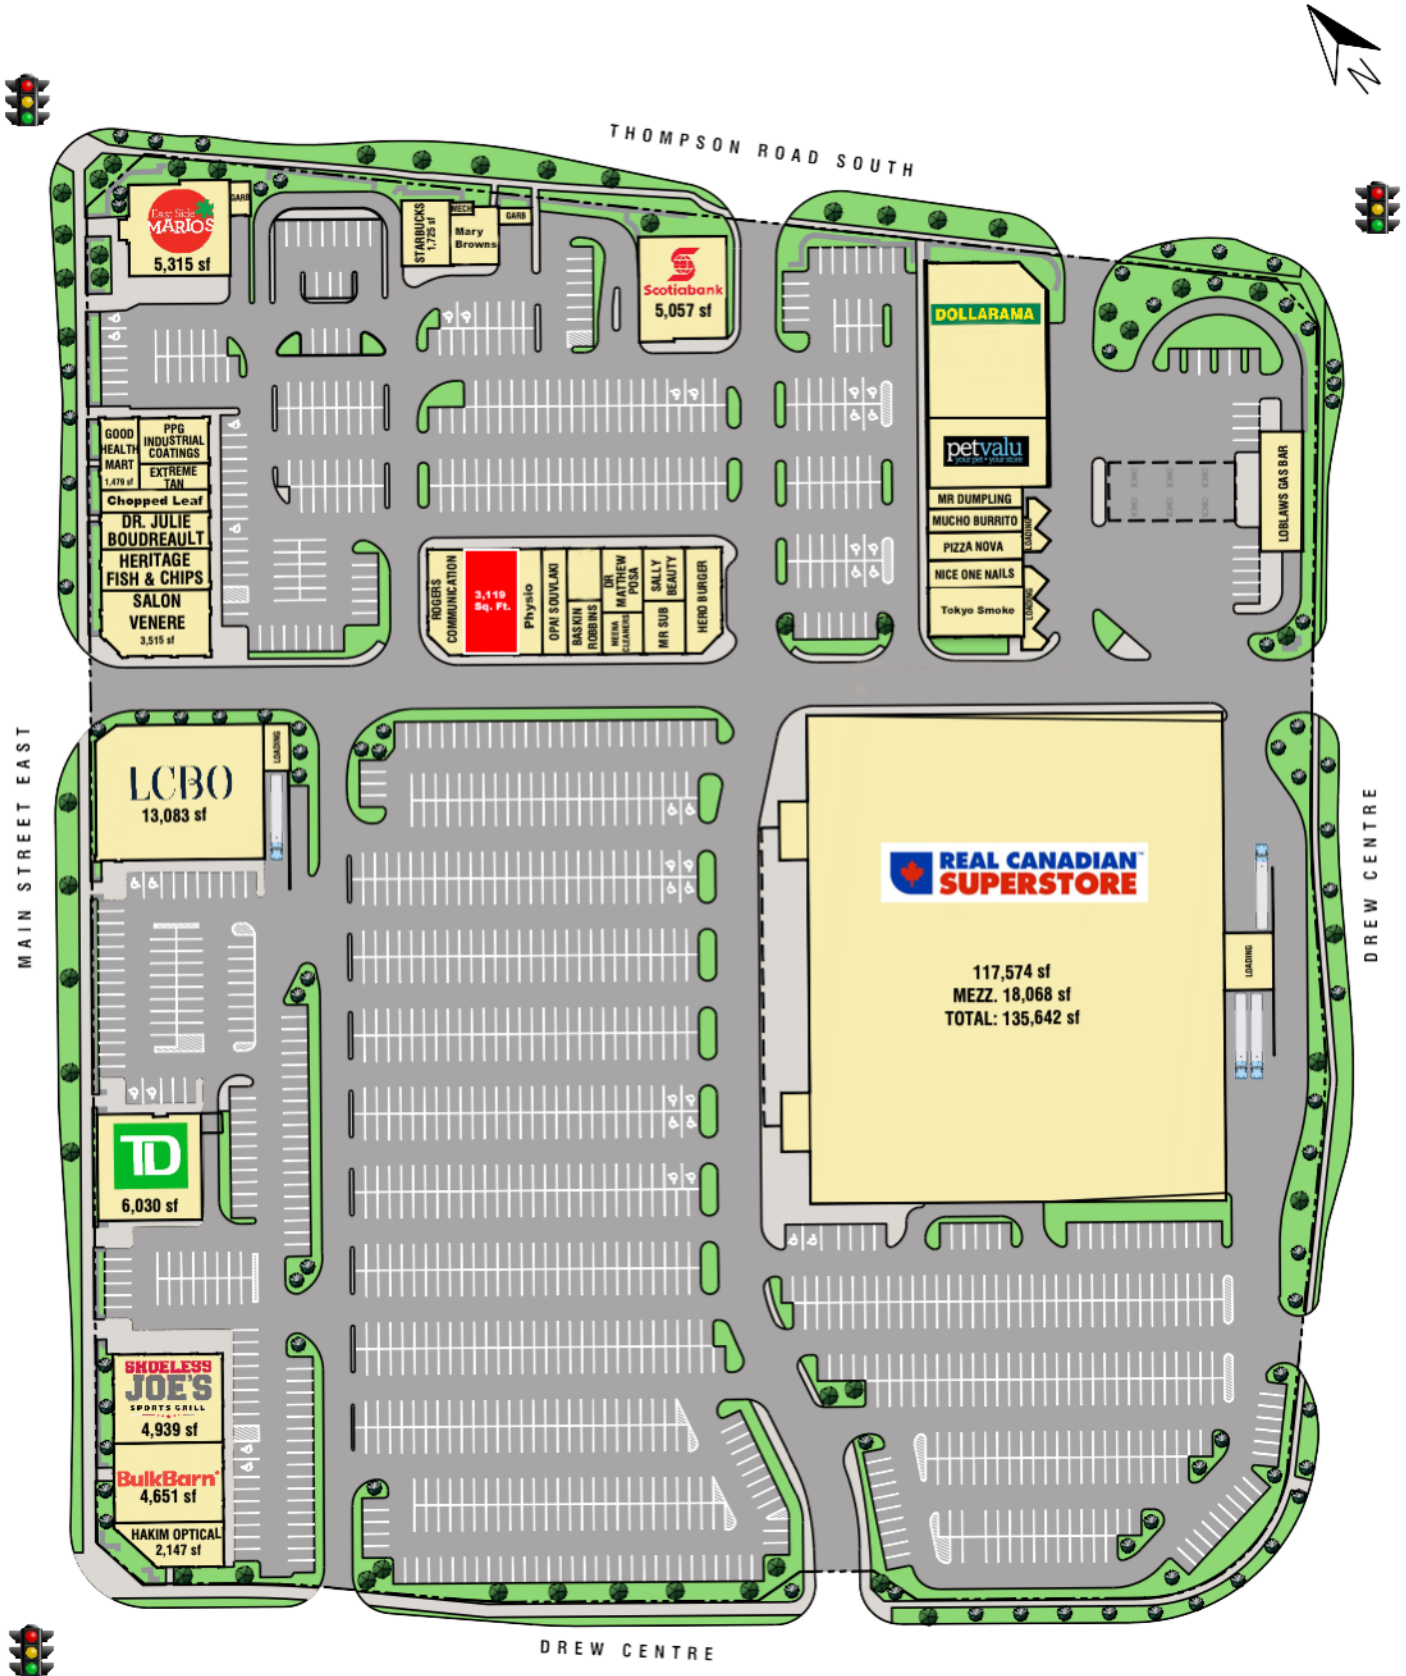 N
THOMPSON ROAD SOUTH
East Side
MARIO'S
5,315 sf
GARB
STARBUCKS
1,725 sf
MECH
Mary
Browns
GARB
Scotiabank
5,057 sf
DOLLARAMA
petvalu
your pet • your store
MR DUMPLING
MUCHO BURRITO
PIZZA NOVA
NICE ONE NAILS
Tokyo Smoke
LOADING
LOADING
LOBLAWS GAS BAR
GOOD
HEALTH
MART
1,479 sf
PPG
INDUSTRIAL
COATINGS
EXTREME
TAN
Chopped Leaf
DR. JULIE
BOUDREAULT
HERITAGE
FISH & CHIPS
SALON
VENERE
3,515 sf
ROGERS
COMMUNICATION
3,119
Sq. Ft.
Physio
OPA! SOUVLAKI
BASKIN
ROBBINS
DR
MATTHEW
POSA
MEENA
CLEANERS
SALLY
BEAUTY
MR SUB
HERO BURGER
MAIN STREET EAST
LCBO
13,083 sf
LOADING
REAL CANADIAN
SUPERSTORE
117,574 sf
MEZZ. 18,068 sf
TOTAL: 135,642 sf
LOADING
DREW CENTRE
TD
6,030 sf
SHOELESS
JOE'S
SPORTS GRILL
4,939 sf
BulkBarn
4,651 sf
HAKIM OPTICAL
2,147 sf
DREW CENTRE